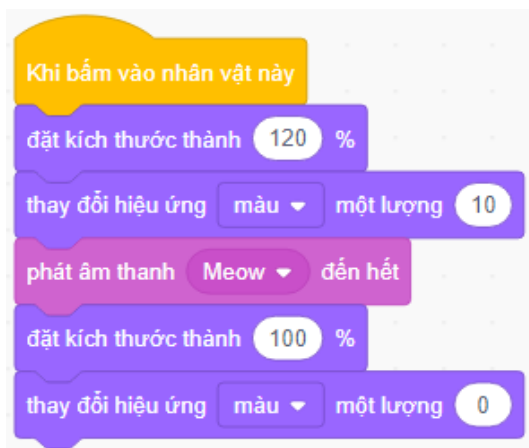 Khi bấm vào nhân vật này
đặt kích thước thành 120 %
thay đổi hiệu ứng màu một lượng 10
phát âm thanh Meow đến hết
đặt kích thước thành 100 %
thay đổi hiệu ứng màu một lượng 0